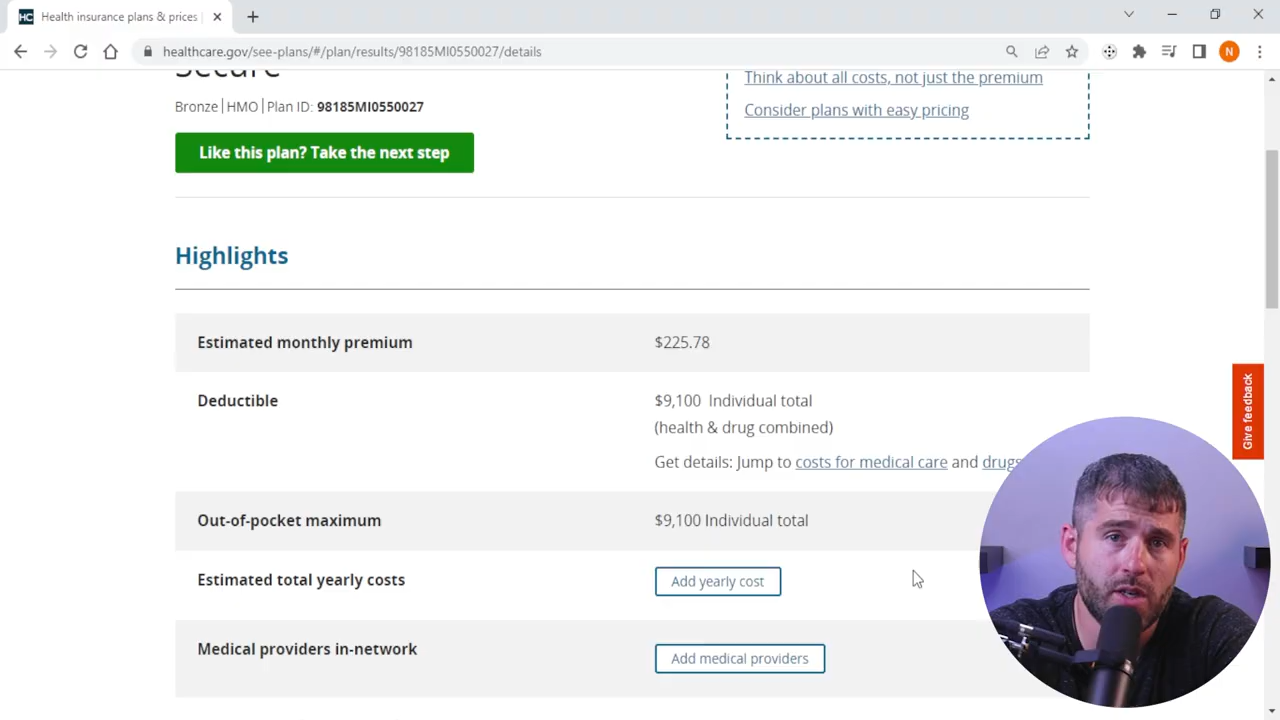 HC Health insurance plans & prices
healthcare.gov/see-plans/#/plan/results/98185MI0550027/details
N
Secure
Think about all costs, not just the premium
Bronze | HMO | Plan ID: 98185MI0550027
Consider plans with easy pricing
Like this plan? Take the next step
Highlights
Estimated monthly premium
$225.78
Deductible
$9,100 Individual total
(health & drug combined)
Get details: Jump to costs for medical care and drugs
Give feedback
Out-of-pocket maximum
$9,100 Individual total
Estimated total yearly costs
Add yearly cost
Medical providers in-network
Add medical providers